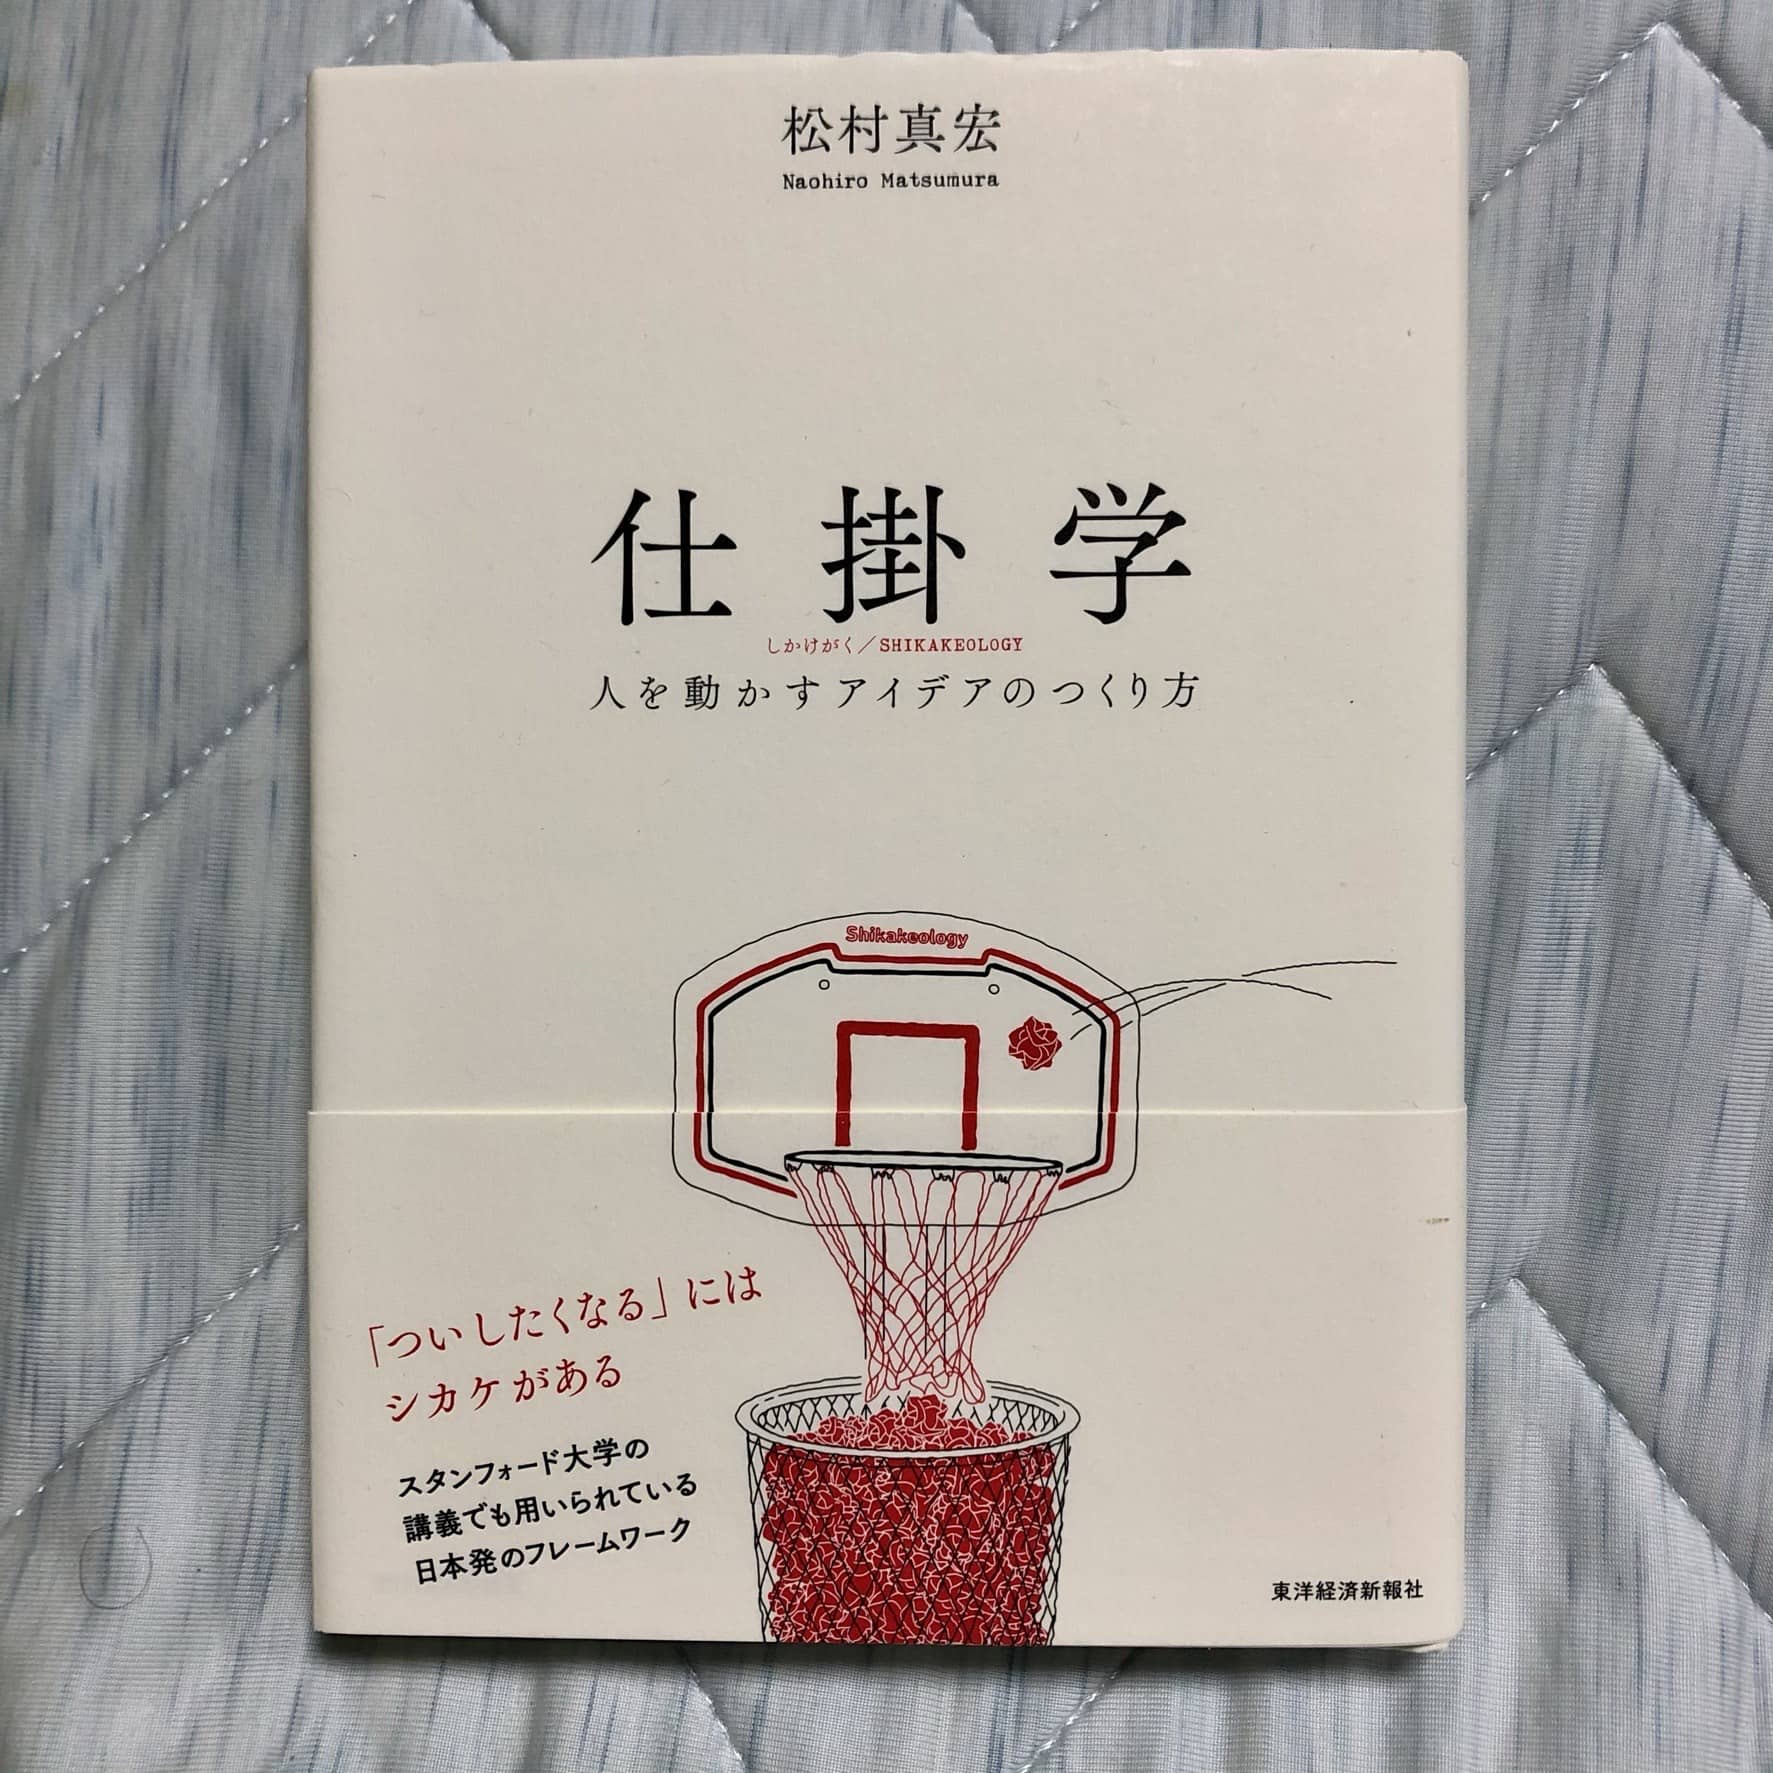 松村真宏
Naohiro Matsumura
仕掛学
しかけがく／SHIKAKEOLOGY
人を動かすアイデアのつくり方
Shikakeology
「ついしたくなる」には
シカケがある
スタンフォード大学の
講義でも用いられている
日本発のフレームワーク
東洋経済新報社